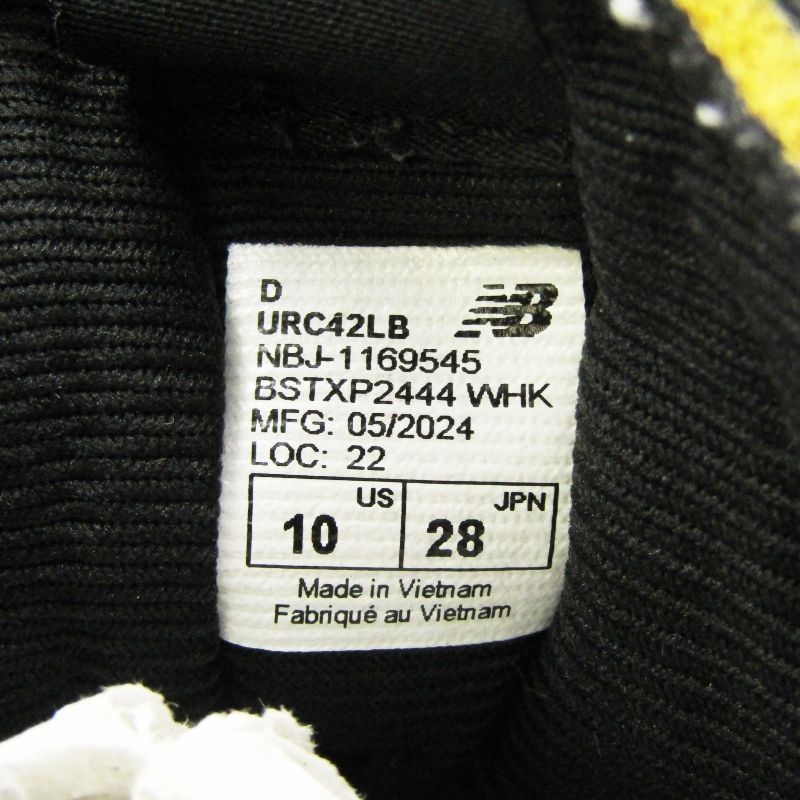 D
URC42LB NB
NBJ-1169545
BSTXP2444 WHK
MFG: 05/2024
LOC: 22
US JPN
10 28
Made in Vietnam
Fabriqué au Vietnam